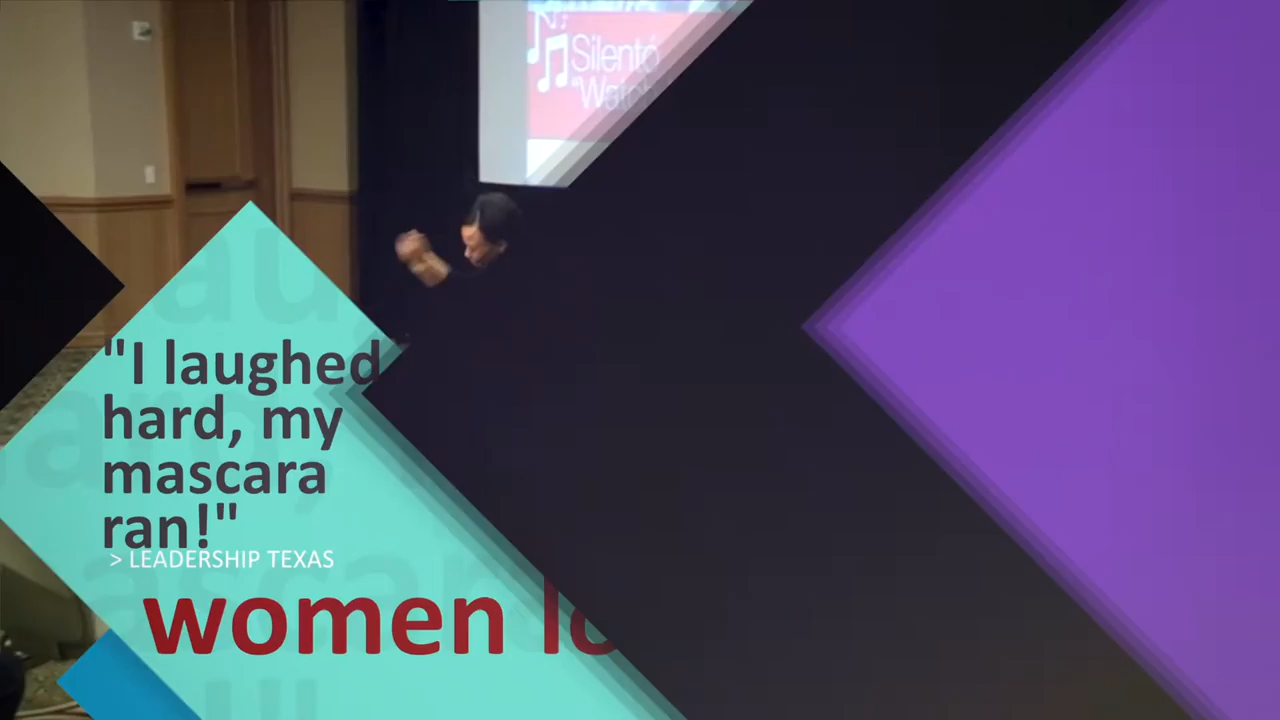 Silentó
"I laughed
hard, my
mascara
ran!"
> LEADERSHIP TEXAS
women